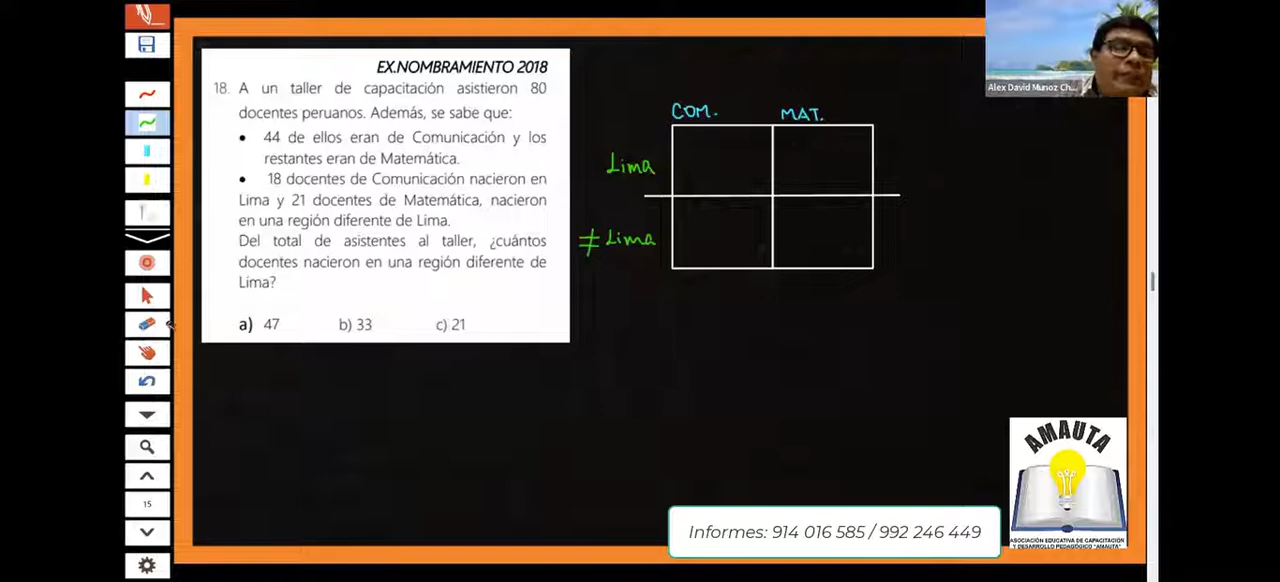 EX.NOMBRAMIENTO 2018
18. A un taller de capacitación asistieron 80
docentes peruanos. Además, se sabe que:
• 44 de ellos eran de Comunicación y los
restantes eran de Matemática.
• 18 docentes de Comunicación nacieron en
Lima y 21 docentes de Matemática, nacieron
en una región diferente de Lima.
Del total de asistentes al taller, ¿cuántos
docentes nacieron en una región diferente de
Lima?
a) 47 b) 33 c) 21
COM. MAT.
Lima
≠ Lima
Alex David Munoz Ch...
15
AMAUTA
ASOCIACIÓN EDUCATIVA DE CAPACITACIÓN
Y DESARROLLO PEDAGÓGICO "AMAUTA"
Informes: 914 016 585 / 992 246 449